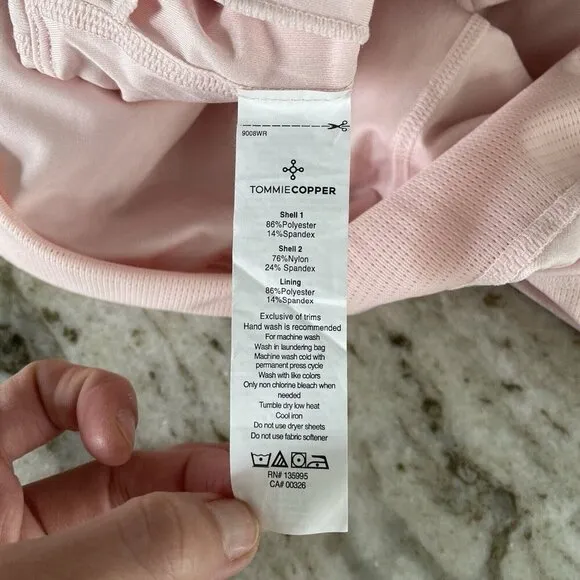 9008WR
TOMMIECOPPER
Shell 1
86%Polyester
14%Spandex
Shell 2
76%Nylon
24% Spandex
Lining
86%Polyester
14%Spandex
Exclusive of trims
Hand wash is recommended
For machine wash
Wash in laundering bag
Machine wash cold with
permanent press cycle
Wash with like colors
Only non chlorine bleach when
needed
Tumble dry low heat
Cool iron
Do not use dryer sheets
Do not use fabric softener
RN# 135995
CA# 00326